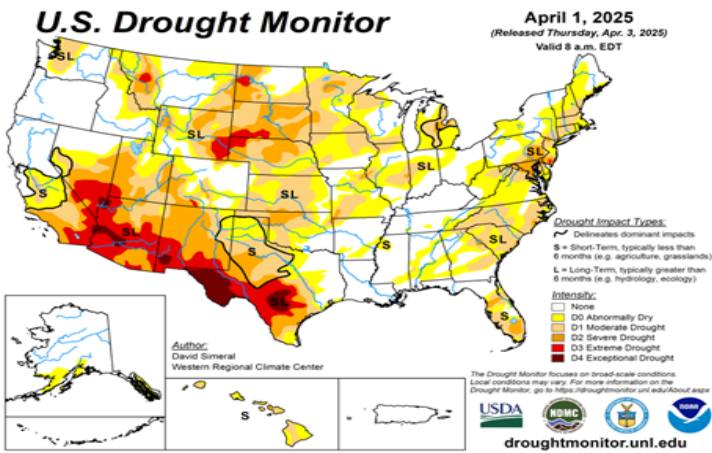 U.S. Drought Monitor
April 1, 2025
(Released Thursday, Apr. 3, 2025)
Valid 8 a.m. EDT
SL
SL
L
SL
SL
SL
S
S
S
SL
SL
S
SL
S
S
Drought Impact Types:
Delineates dominant impacts
S = Short-Term, typically less than
6 months (e.g. agriculture, grasslands)
L = Long-Term, typically greater than
6 months (e.g. hydrology, ecology)
Intensity:
None
D0 Abnormally Dry
D1 Moderate Drought
D2 Severe Drought
D3 Extreme Drought
D4 Exceptional Drought
Author:
David Simeral
Western Regional Climate Center
The Drought Monitor focuses on broad-scale conditions.
Local conditions may vary. For more information on the
Drought Monitor, go to https://droughtmonitor.unl.edu/About.aspx
USDA
NDMC
NOAA
droughtmonitor.unl.edu